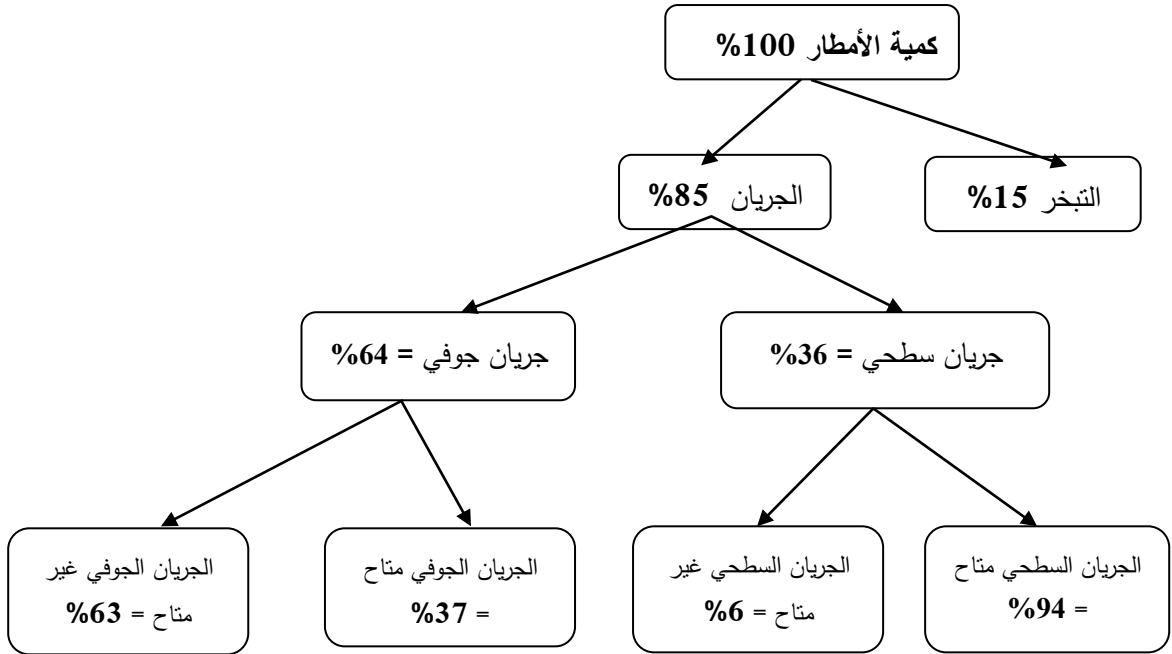 كمية الأمطار 100%
التبخر 15%
الجريان 85%
جريان سطحي = 36%
جريان جوفي = 64%
الجريان السطحي متاح
= 94%
الجريان السطحي غير
متاح = 6%
الجريان الجوفي متاح
= 37%
الجريان الجوفي غير
متاح = 63%